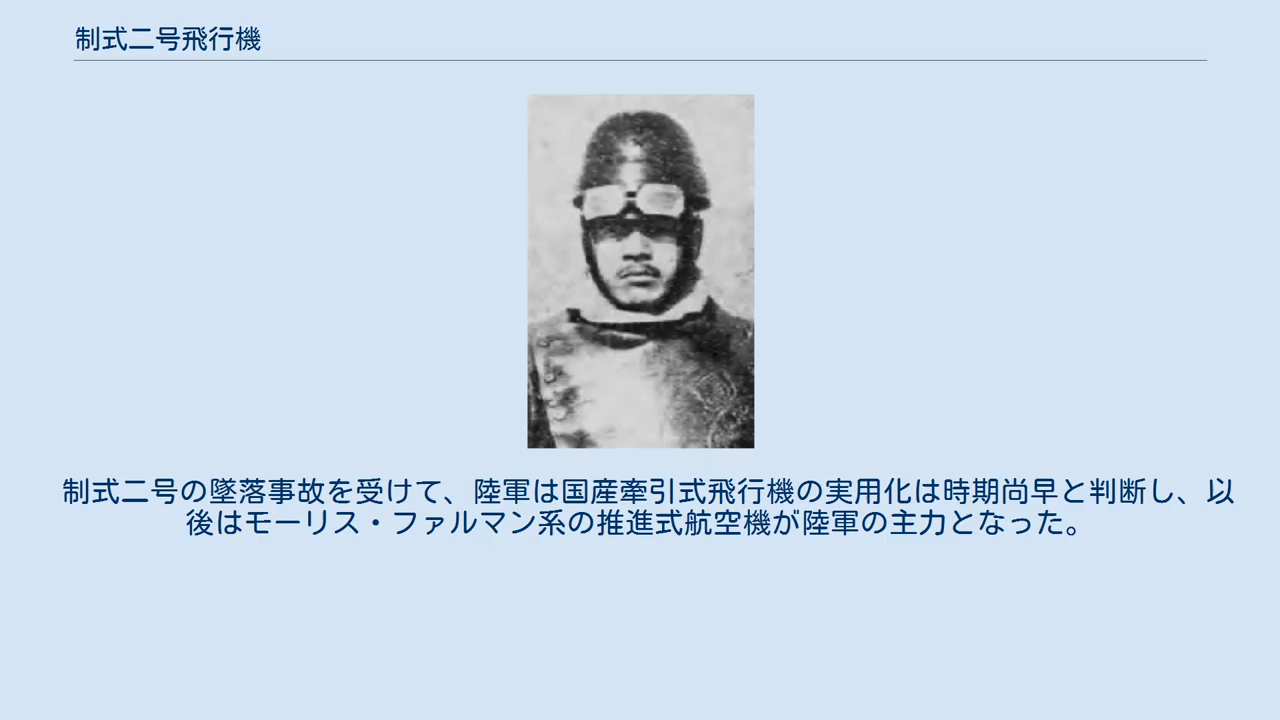 制式二号飛行機
制式二号の墜落事故を受けて、陸軍は国産牽引式飛行機の実用化は時期尚早と判断し、以
後はモーリス・ファルマン系の推進式航空機が陸軍の主力となった。